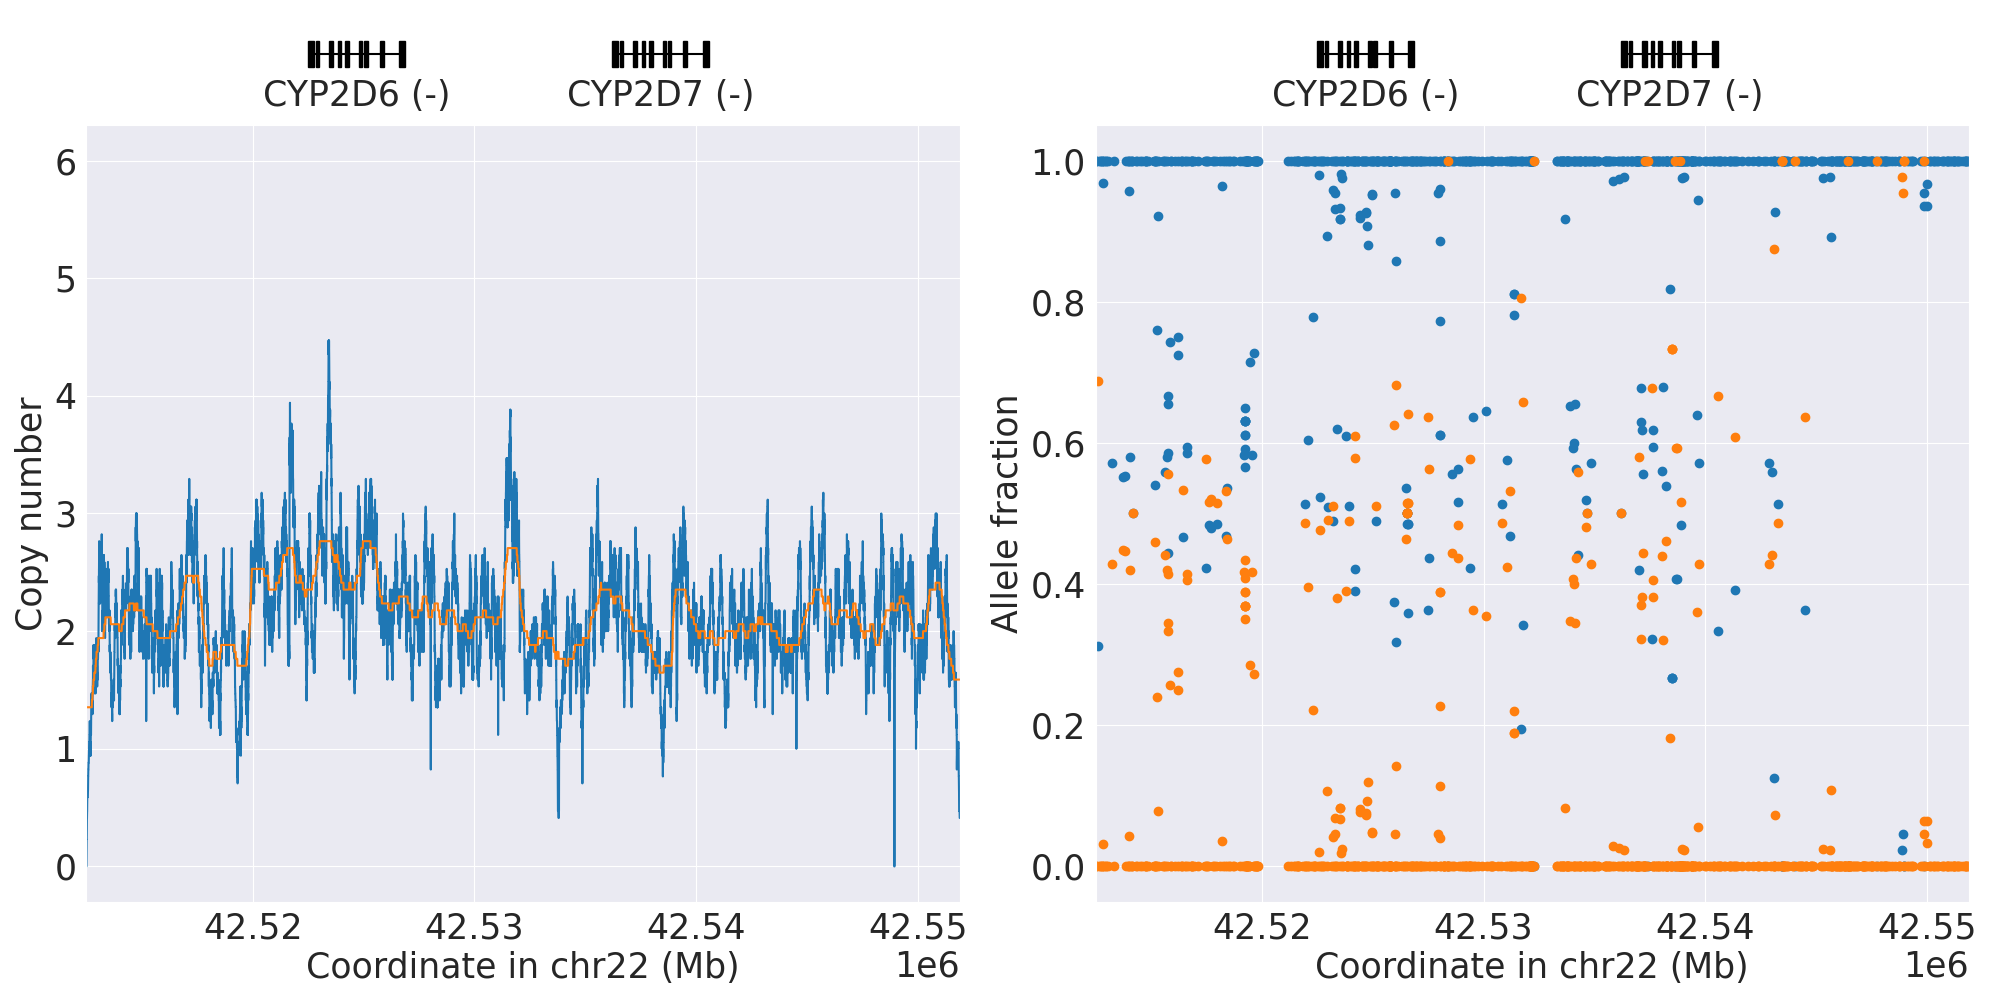 CYP2D6 (-) CYP2D7 (-)
6
5
4
3
2
1
0
Copy number
42.52 42.53 42.54 42.55
Coordinate in chr22 (Mb)
1e6
CYP2D6 (-) CYP2D7 (-)
1.0
0.8
0.6
0.4
0.2
0.0
Allele fraction
42.52 42.53 42.54 42.55
Coordinate in chr22 (Mb)
1e6